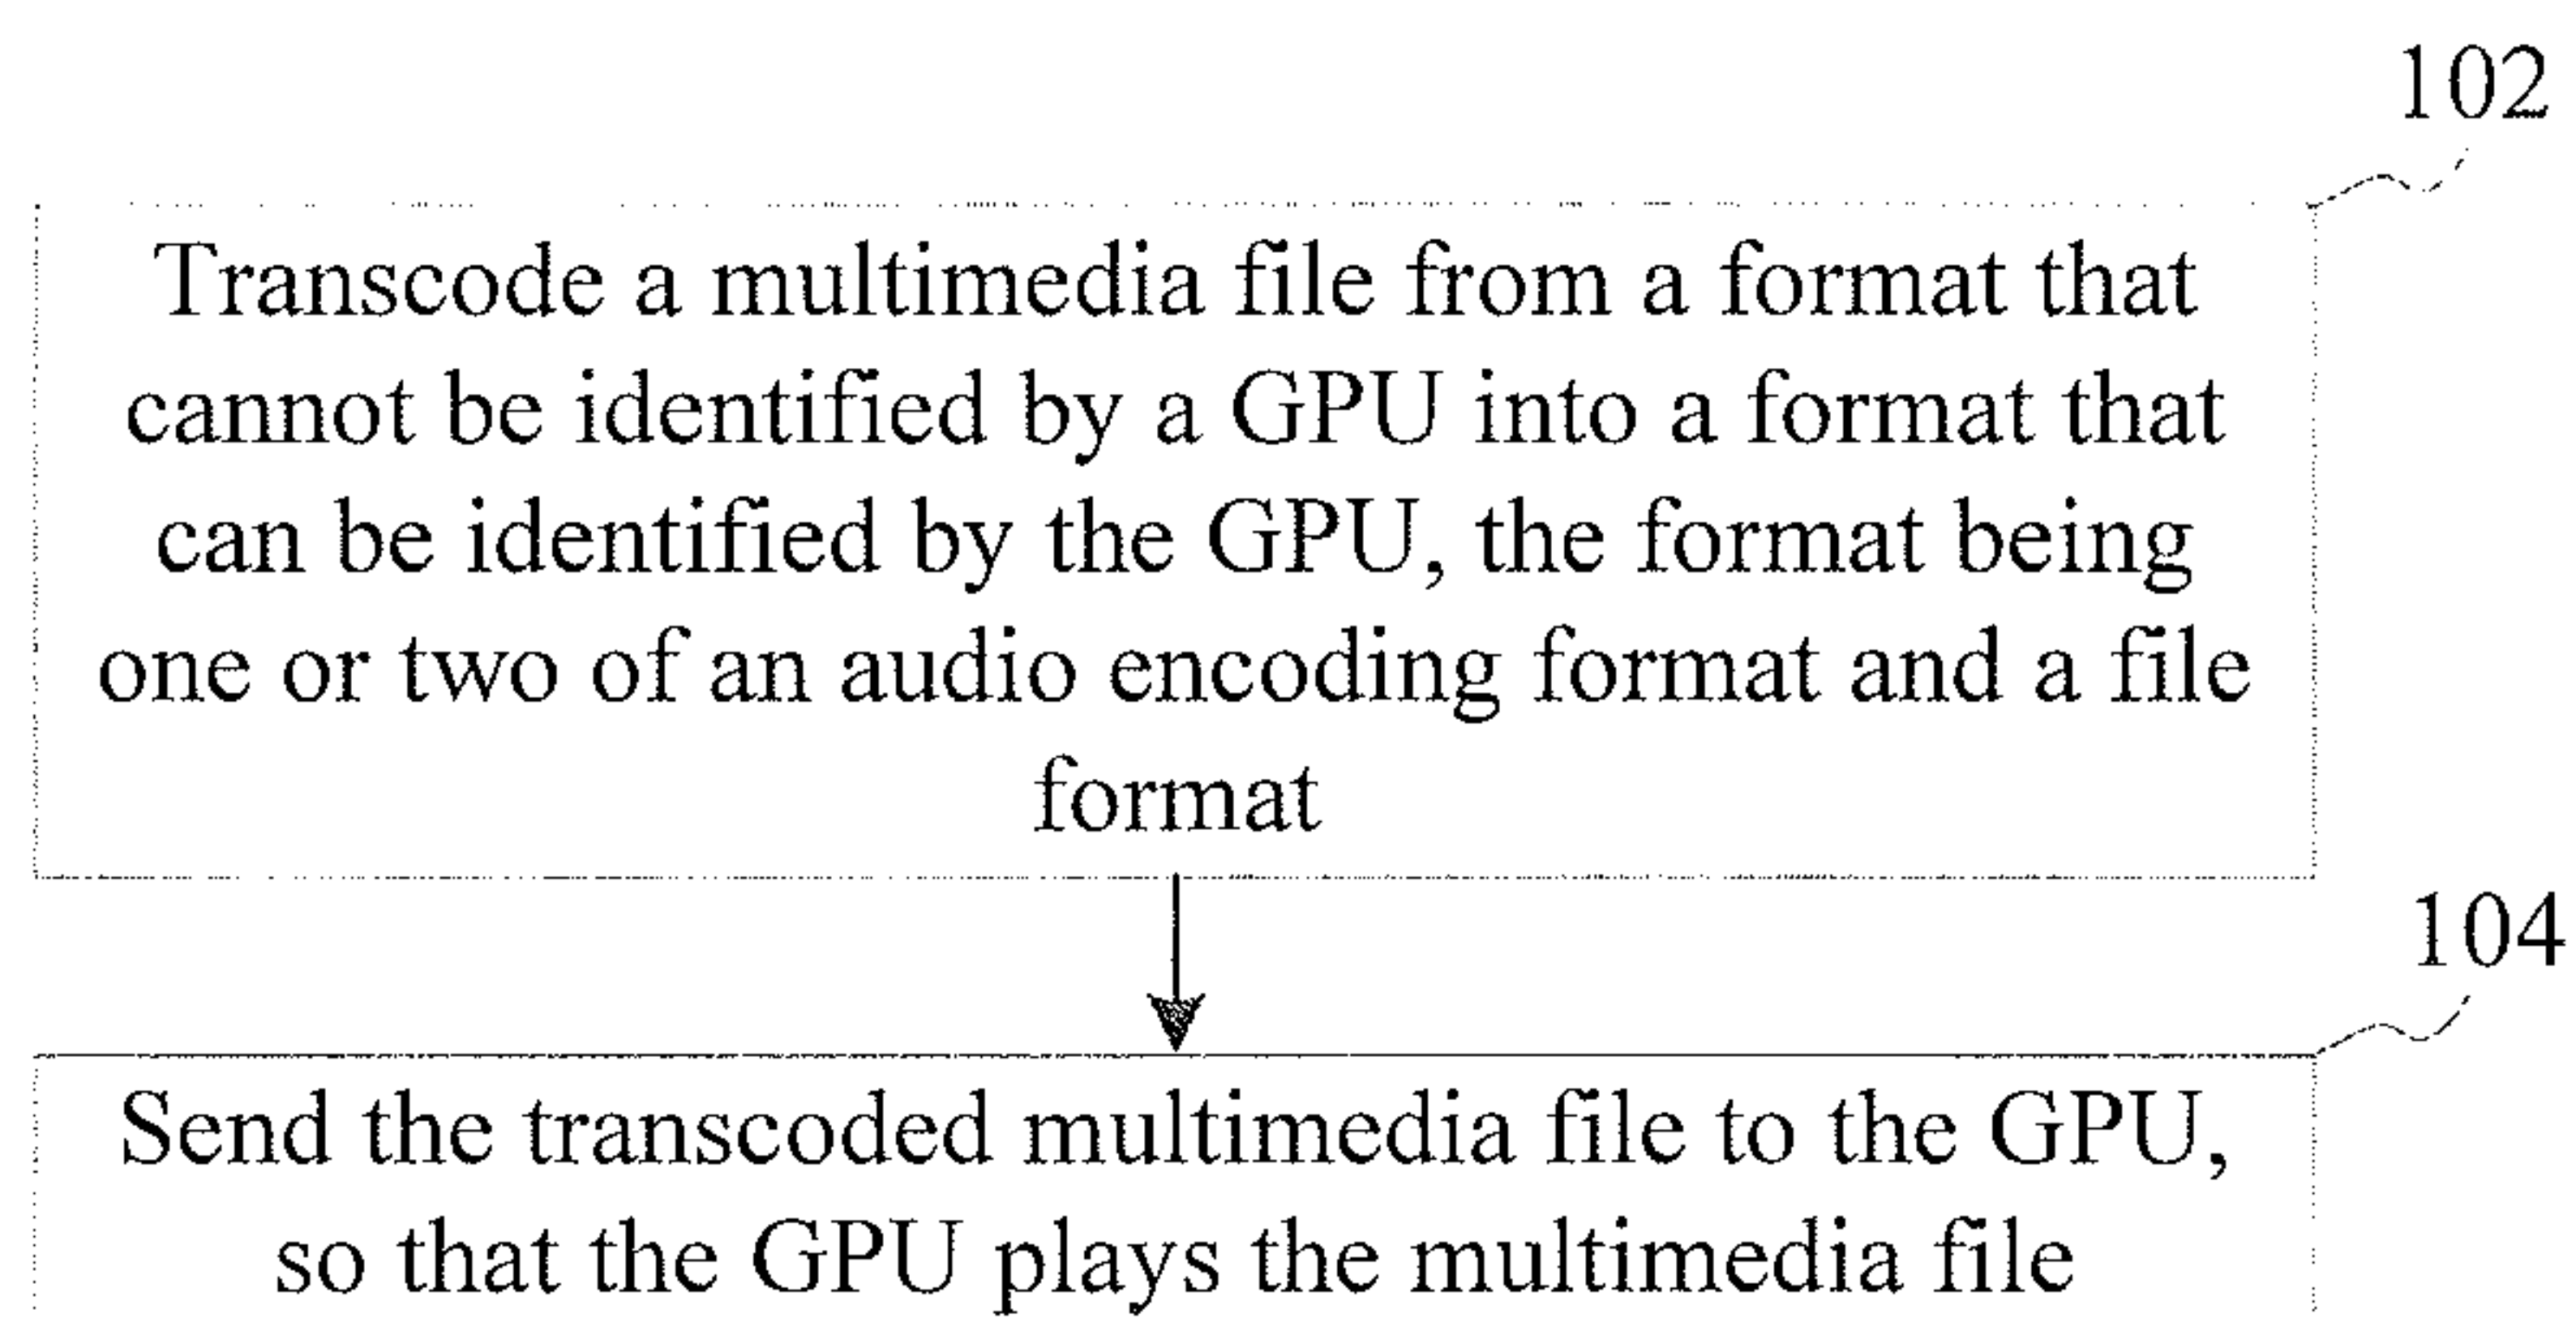 102
Transcode a multimedia file from a format that
cannot be identified by a GPU into a format that
can be identified by the GPU, the format being
one or two of an audio encoding format and a file
format
104
Send the transcoded multimedia file to the GPU,
so that the GPU plays the multimedia file